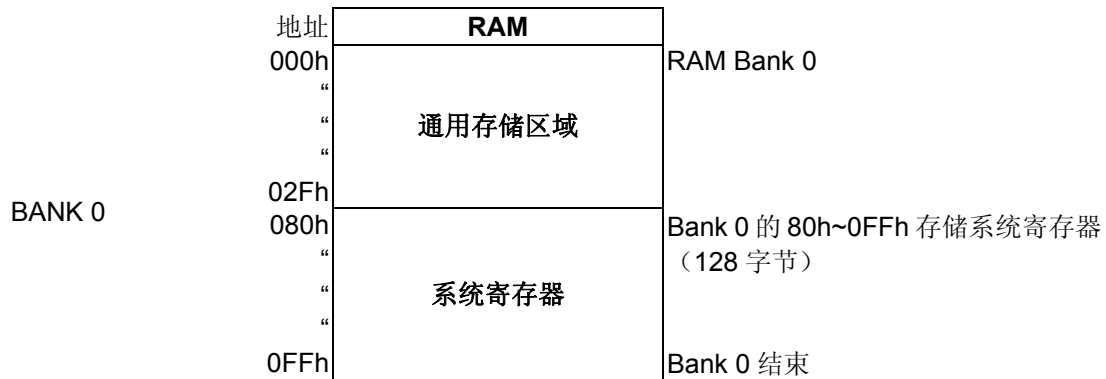 地址 RAM
000h RAM Bank 0
“
“ 通用存储区域
“
02Fh
BANK 0
080h Bank 0 的 80h~0FFh 存储系统寄存器
“ （128 字节）
“ 系统寄存器
“
0FFh Bank 0 结束